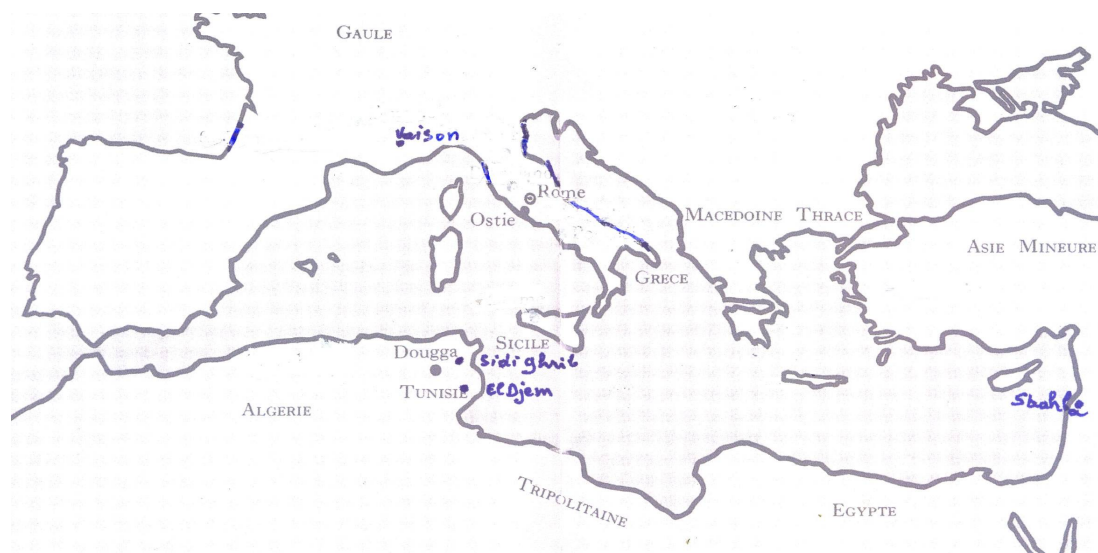 GAULE
Vaison
Rome
Ostie
MACEDOINE THRACE
ASIE MINEURE
GRECE
SICILE
Dougga
Sidi ghrib
TUNISIE
El Djem
ALGERIE
TRIPOLITAINE
EGYPTE